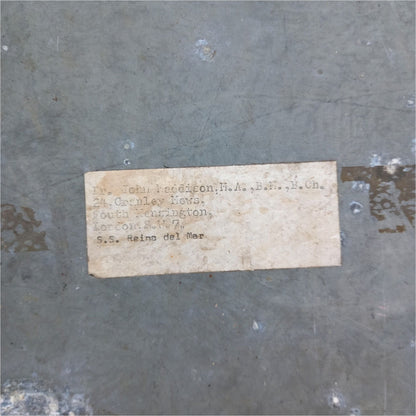 Dr. John Maddison, M.A.,B.M.,B.Ch.
24, Cranley Mews.
South Kensington,
London.S.W.7.
S.S. Reina del Mar